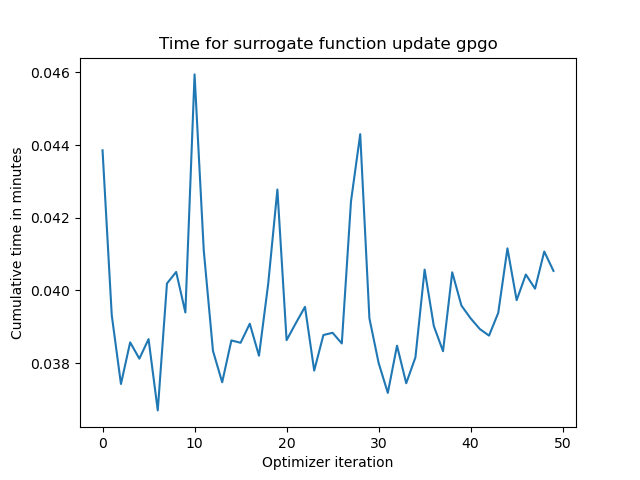 Time for surrogate function update gpgo
Cumulative time in minutes
0.046
0.044
0.042
0.040
0.038
0 10 20 30 40 50
Optimizer iteration